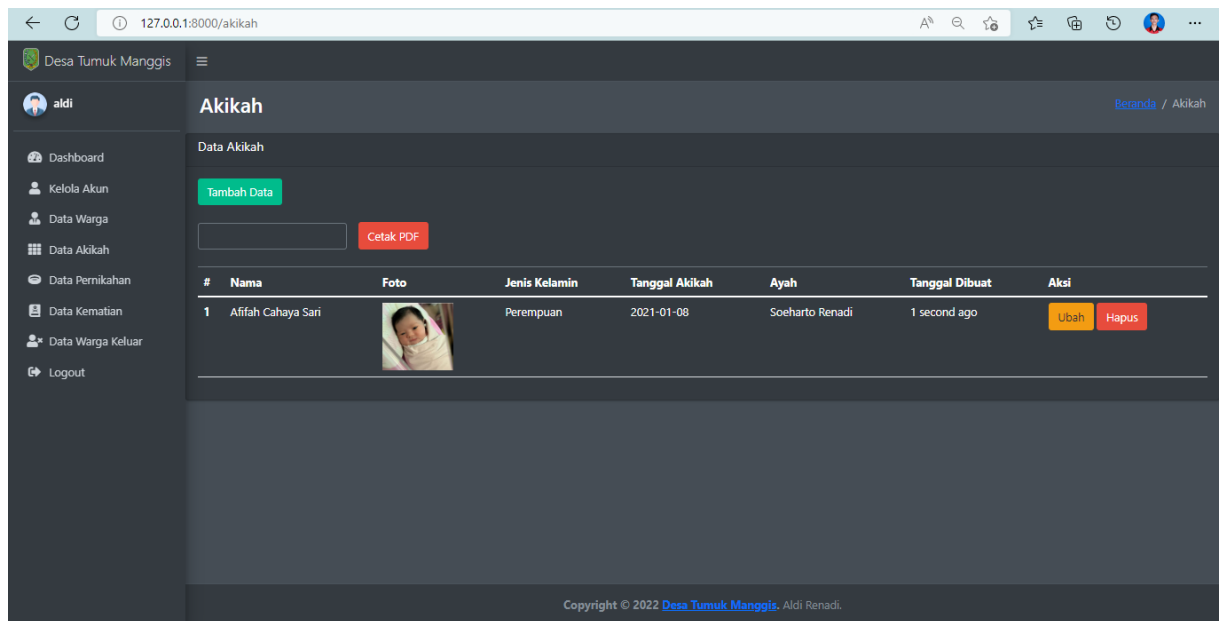 127.0.0.1:8000/akikah
Desa Tumuk Manggis
aldi
Dashboard
Kelola Akun
Data Warga
Data Akikah
Data Pernikahan
Data Kematian
Data Warga Keluar
Logout
Akikah
Beranda / Akikah
Data Akikah
Tambah Data
Cetak PDF
# Nama Foto Jenis Kelamin Tanggal Akikah Ayah Tanggal Dibuat Aksi
1 Afifah Cahaya Sari Perempuan 2021-01-08 Soeharto Renadi 1 second ago Ubah Hapus
Copyright © 2022 Desa Tumuk Manggis. Aldi Renadi.